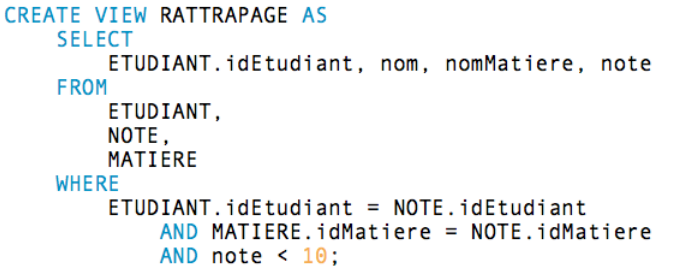 CREATE VIEW RATTRAPAGE AS
SELECT
ETUDIANT.idEtudiant, nom, nomMatiere, note
FROM
ETUDIANT,
NOTE,
MATIERE
WHERE
ETUDIANT.idEtudiant = NOTE.idEtudiant
AND MATIERE.idMatiere = NOTE.idMatiere
AND note < 10;